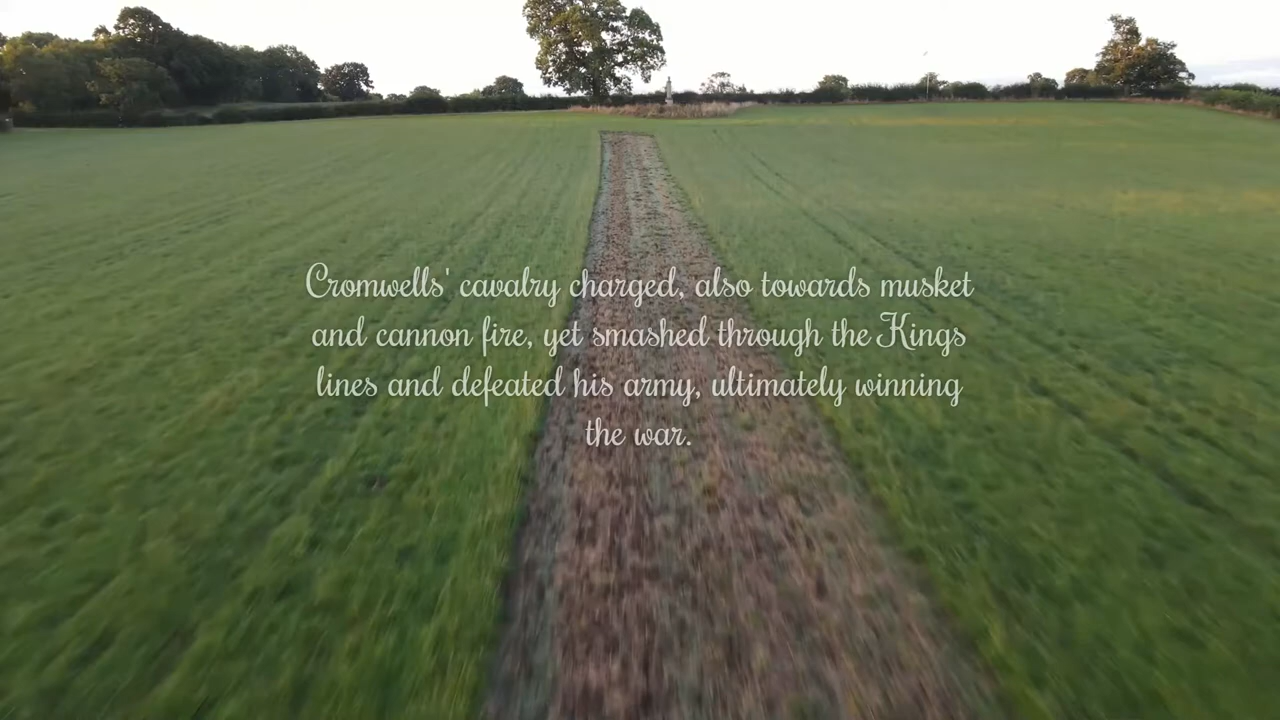 Cromwells' cavalry charged, also towards musket
and cannon fire, yet smashed through the Kings
lines and defeated his army, ultimately winning
the war.